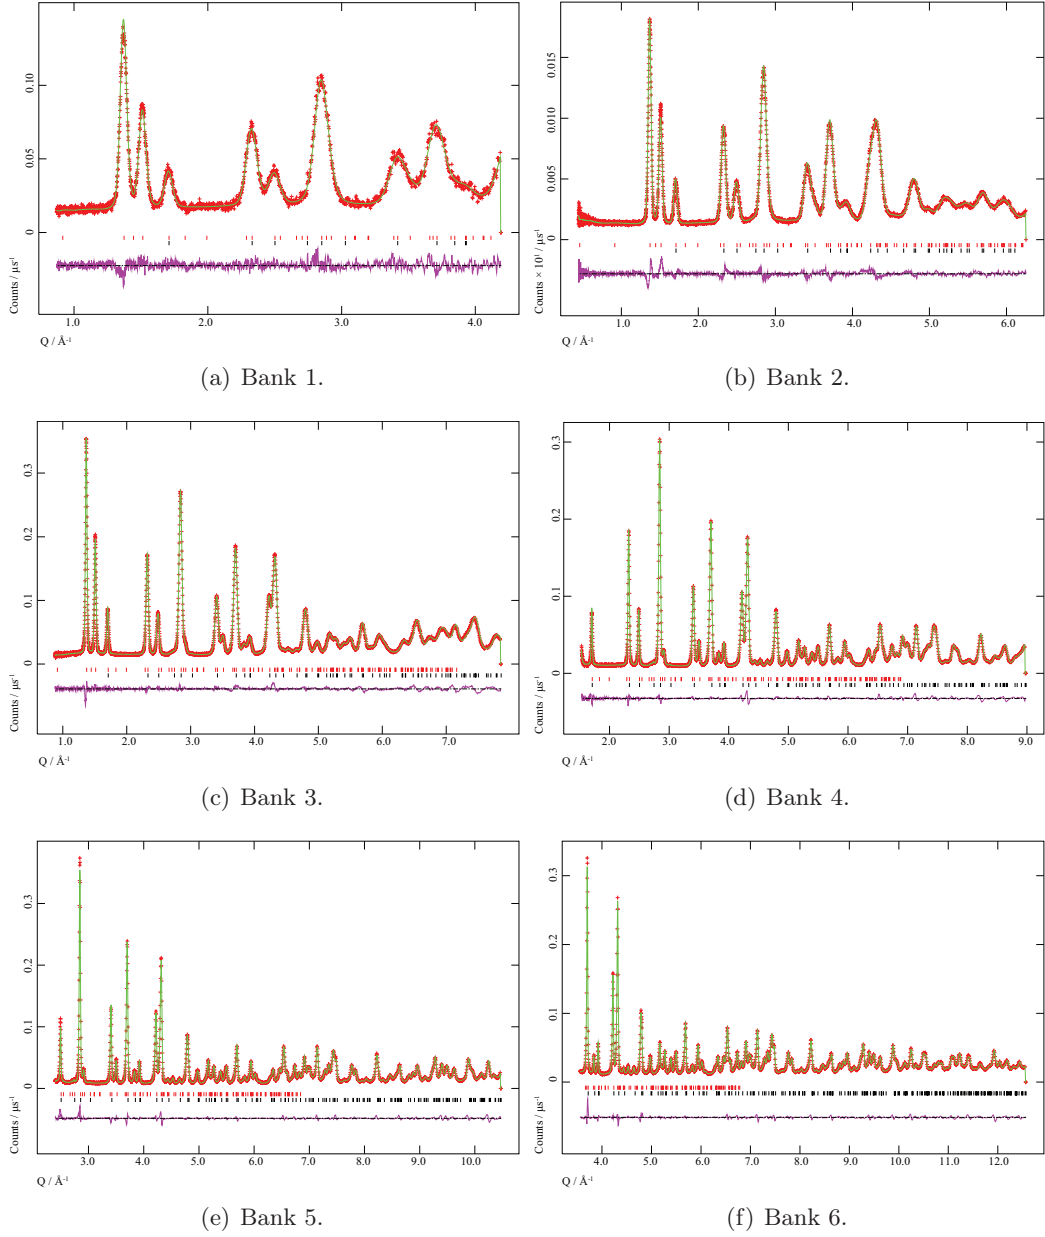 0.10
0.05
0
Counts / μs⁻¹
1.0 2.0 3.0 4.0
Q / Å⁻¹
(a) Bank 1.
0.015
0.010
0.005
0
1.0 2.0 3.0 4.0 5.0 6.0
Q / Å⁻¹
(b) Bank 2.
0.3
0.2
0.1
0
Counts / μs⁻¹
1.0 2.0 3.0 4.0 5.0 6.0 7.0
Q / Å⁻¹
(c) Bank 3.
0.3
0.2
0.1
0
Counts / μs⁻¹
2.0 3.0 4.0 5.0 6.0 7.0 8.0 9.0
Q / Å⁻¹
(d) Bank 4.
0.3
0.2
0.1
0
Counts / μs⁻¹
3.0 4.0 5.0 6.0 7.0 8.0 9.0 10.0
Q / Å⁻¹
(e) Bank 5.
0.3
0.2
0.1
0
Counts / μs⁻¹
4.0 5.0 6.0 7.0 8.0 9.0 10.0 11.0 12.0
Q / Å⁻¹
(f) Bank 6.